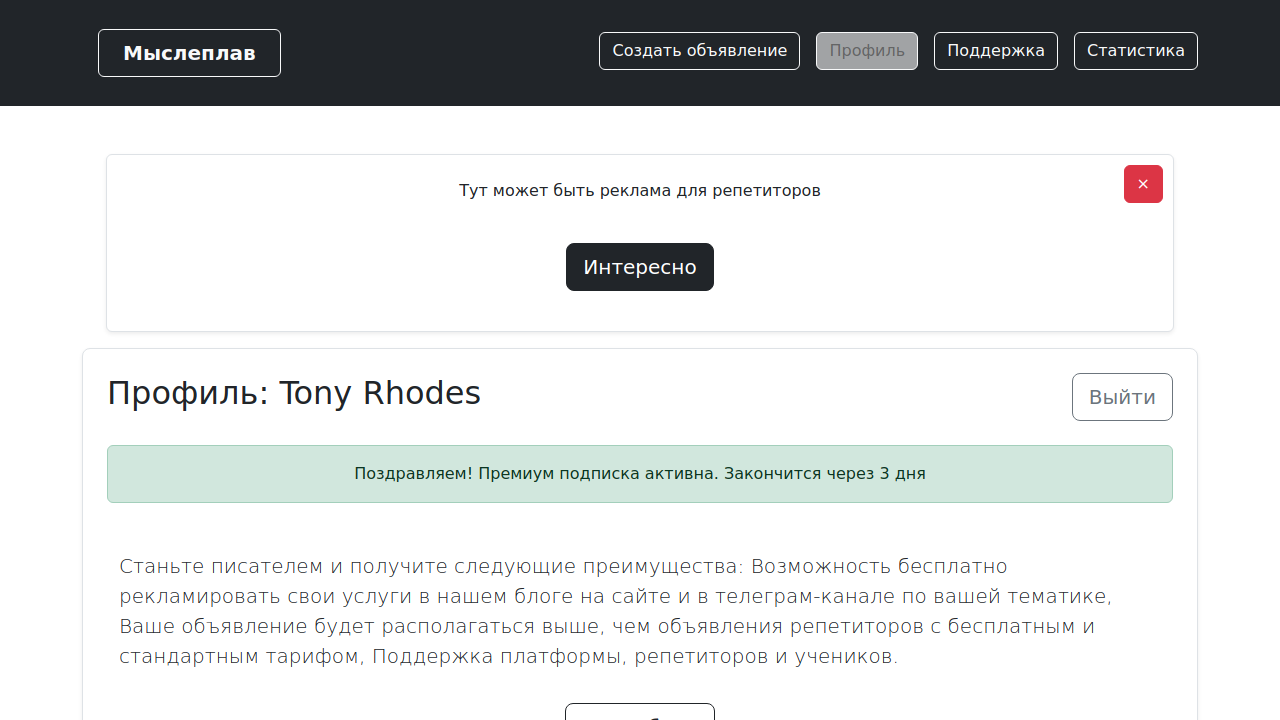 Мыслеплав
Создать объявление
Профиль
Поддержка
Статистика
Тут может быть реклама для репетиторов
×
Интересно
Профиль: Tony Rhodes
Выйти
Поздравляем! Премиум подписка активна. Закончится через 3 дня
Станьте писателем и получите следующие преимущества: Возможность бесплатно
рекламировать свои услуги в нашем блоге на сайте и в телеграм-канале по вашей тематике,
Ваше объявление будет располагаться выше, чем объявления репетиторов с бесплатным и
стандартным тарифом, Поддержка платформы, репетиторов и учеников.